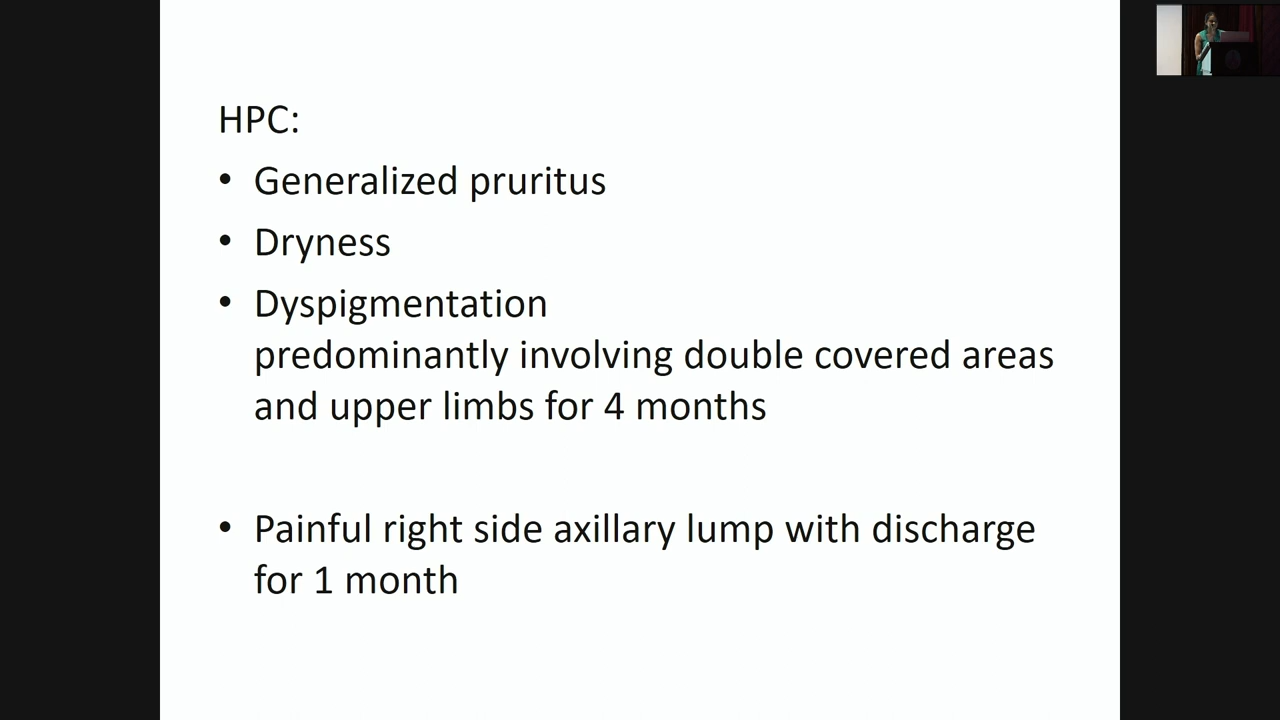 HPC:
• Generalized pruritus
• Dryness
• Dyspigmentation
predominantly involving double covered areas
and upper limbs for 4 months
• Painful right side axillary lump with discharge
for 1 month